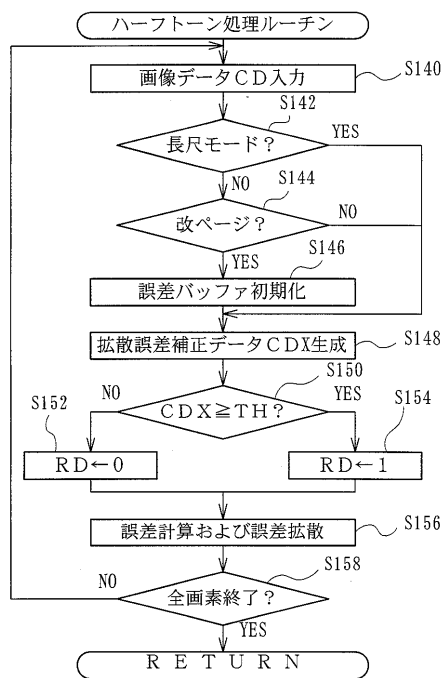 ハーフトーン処理ルーチン
画像データCD入力
S140
S142
長尺モード?
YES
NO
S144
改ページ?
NO
YES
S146
誤差バッファ初期化
拡散誤差補正データCDX生成
S148
S150
NO
CDX≧TH?
YES
S152
S154
RD←0
RD←1
誤差計算および誤差拡散
S156
S158
NO
全画素終了?
YES
RETURN